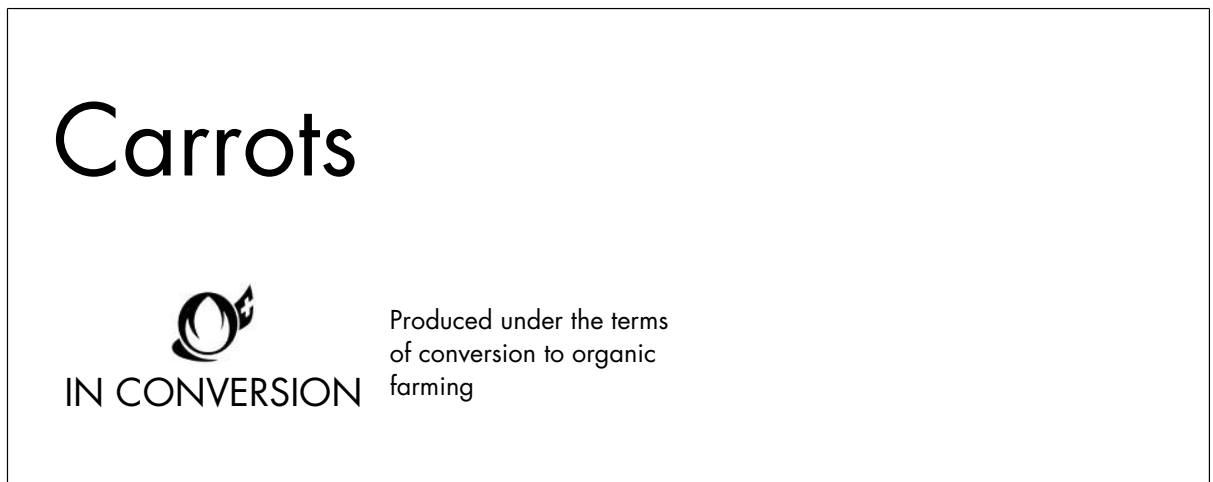 Carrots
IN CONVERSION
Produced under the terms
of conversion to organic
farming